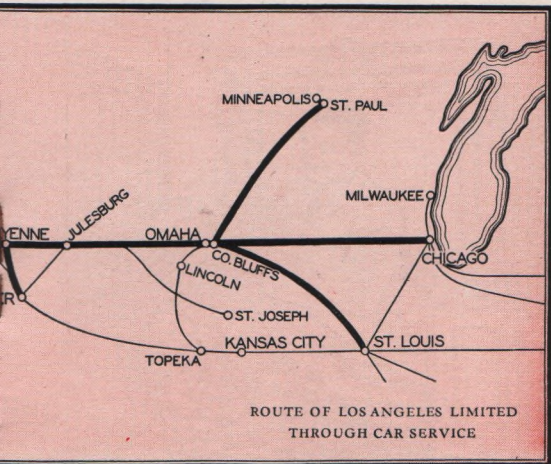 MINNEAPOLIS
ST. PAUL
MILWAUKEE
JULESBURG
YENNE
OMAHA
CO. BLUFFS
CHICAGO
LINCOLN
ER
ST. JOSEPH
KANSAS CITY
ST. LOUIS
TOPEKA
ROUTE OF LOS ANGELES LIMITED
THROUGH CAR SERVICE